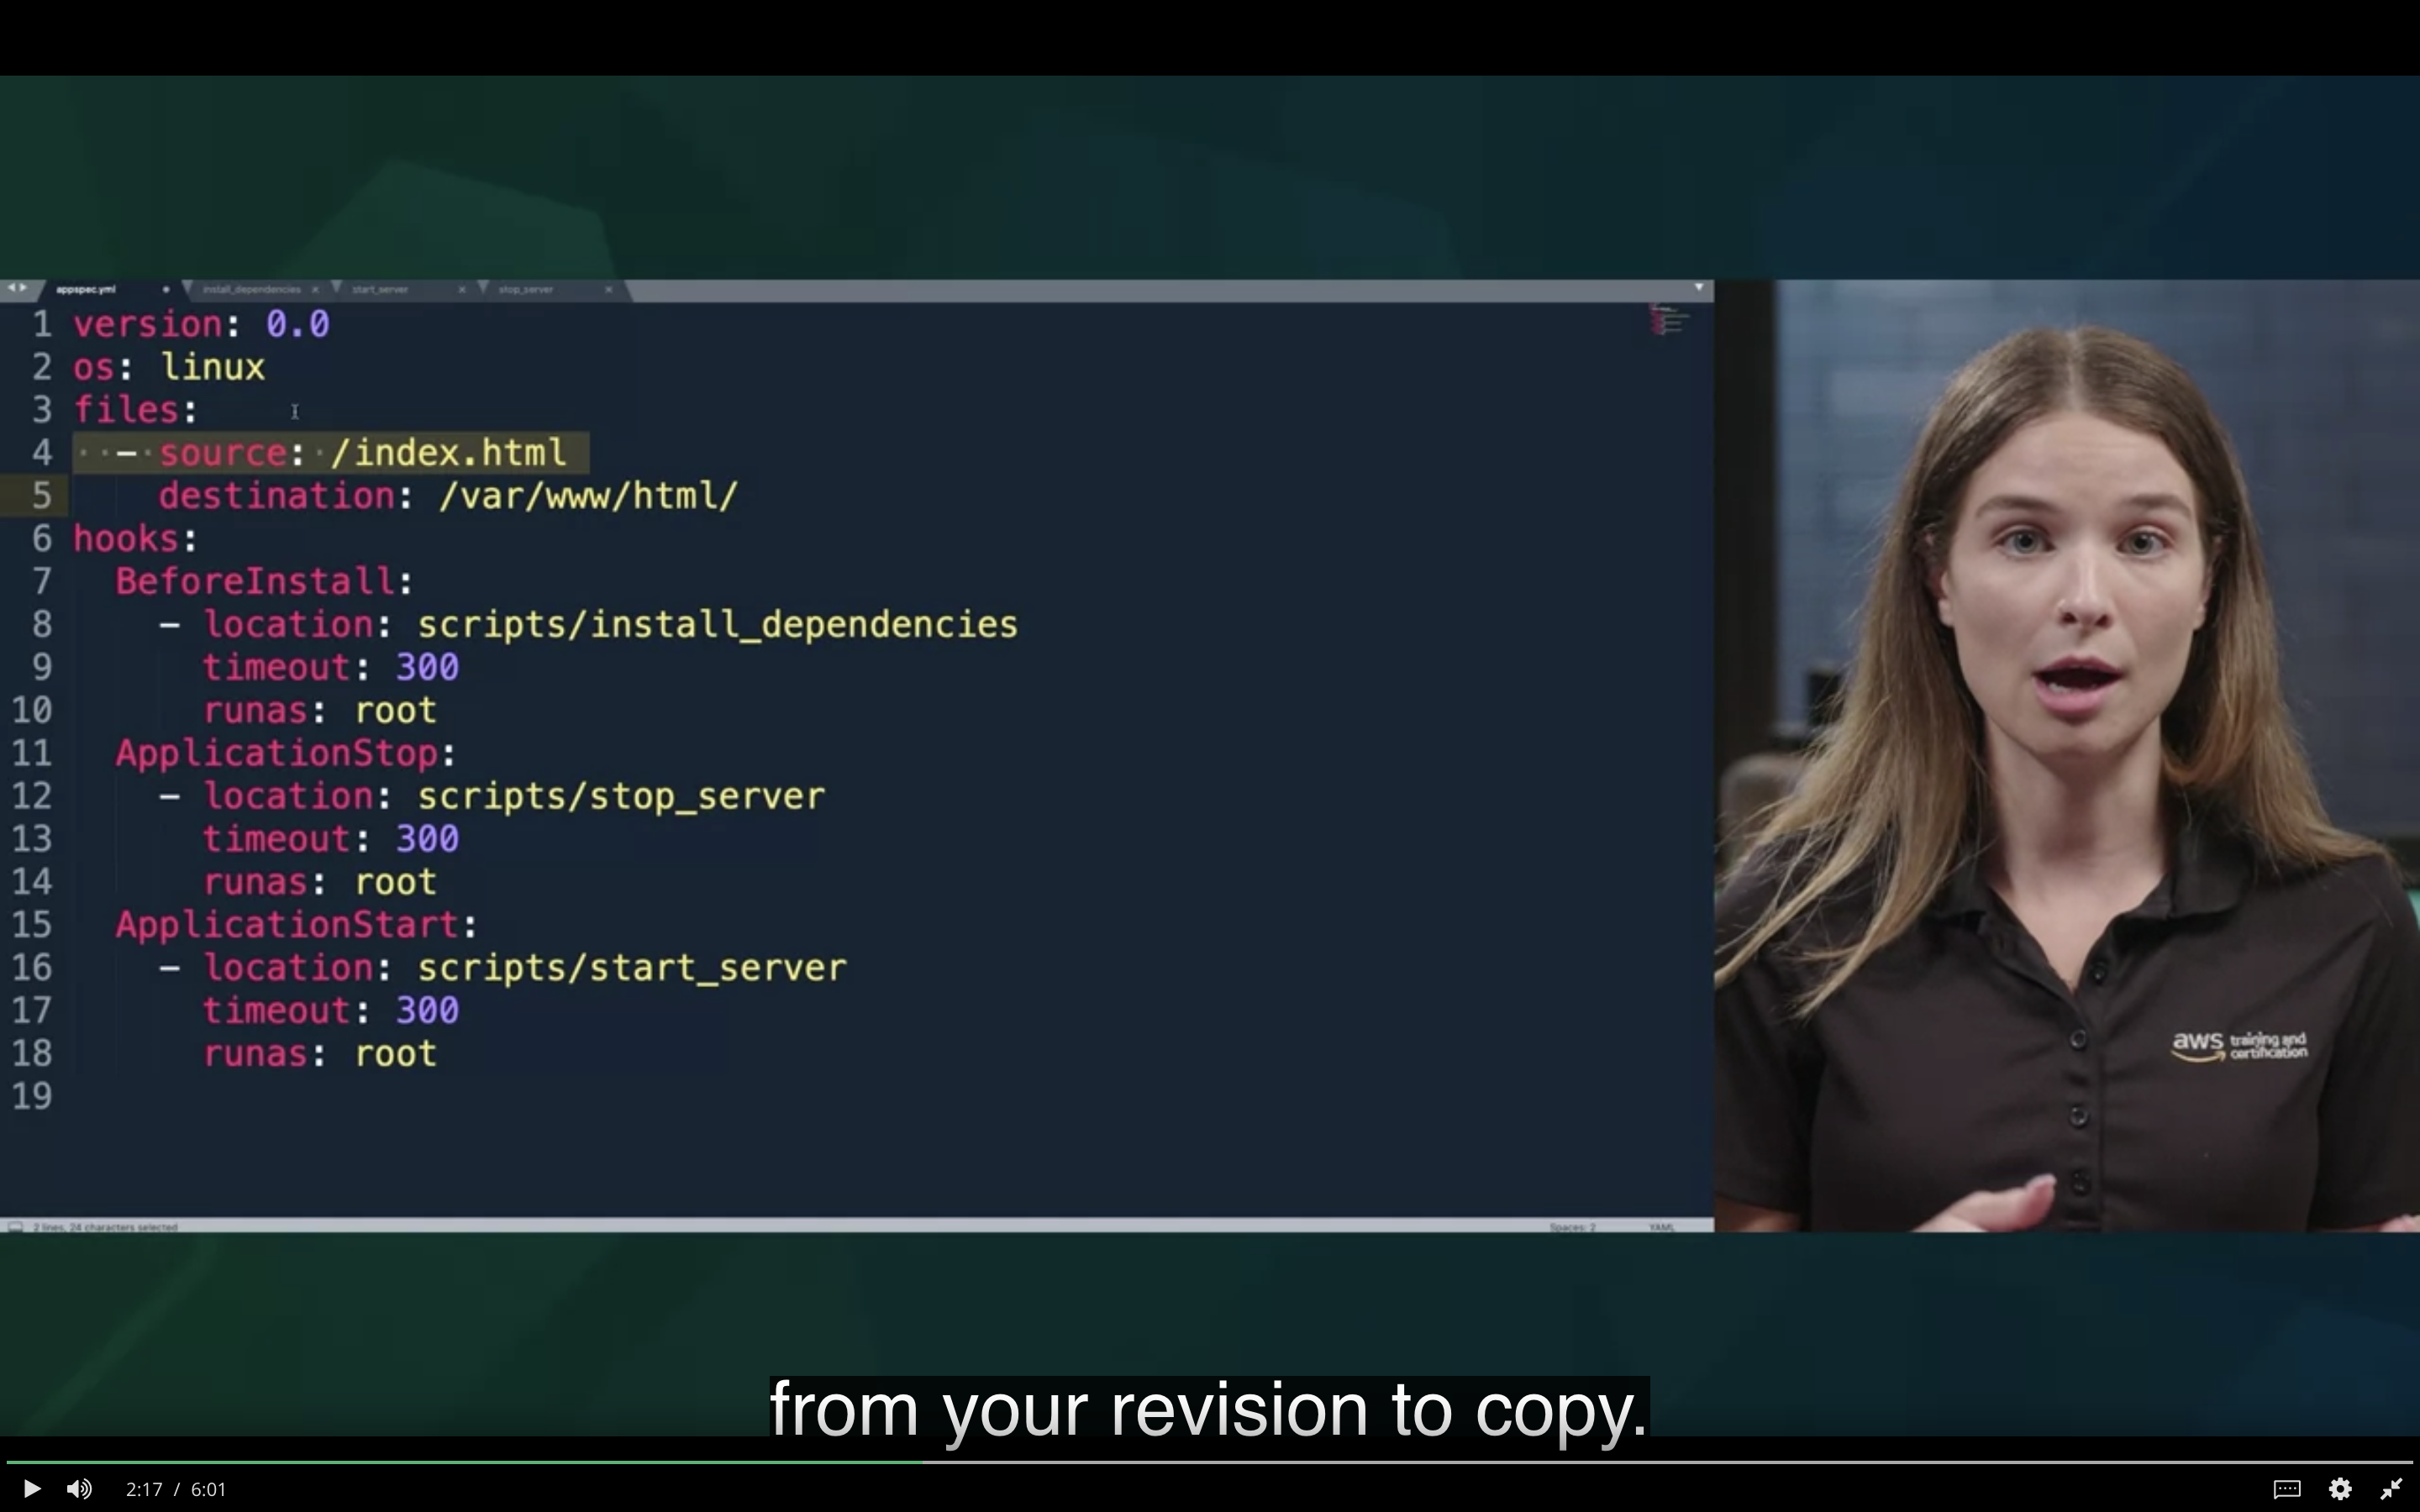 appspec.yml
install_dependencies
start_server
stop_server
1 version: 0.0
2 os: linux
3 files:
4 - source: /index.html
5 destination: /var/www/html/
6 hooks:
7 BeforeInstall:
8 - location: scripts/install_dependencies
9 timeout: 300
10 runas: root
11 ApplicationStop:
12 - location: scripts/stop_server
13 timeout: 300
14 runas: root
15 ApplicationStart:
16 - location: scripts/start_server
17 timeout: 300
18 runas: root
19
2 lines, 24 characters selected
Spaces: 2
YAML
aws training and
certification
from your revision to copy.
2:17 / 6:01